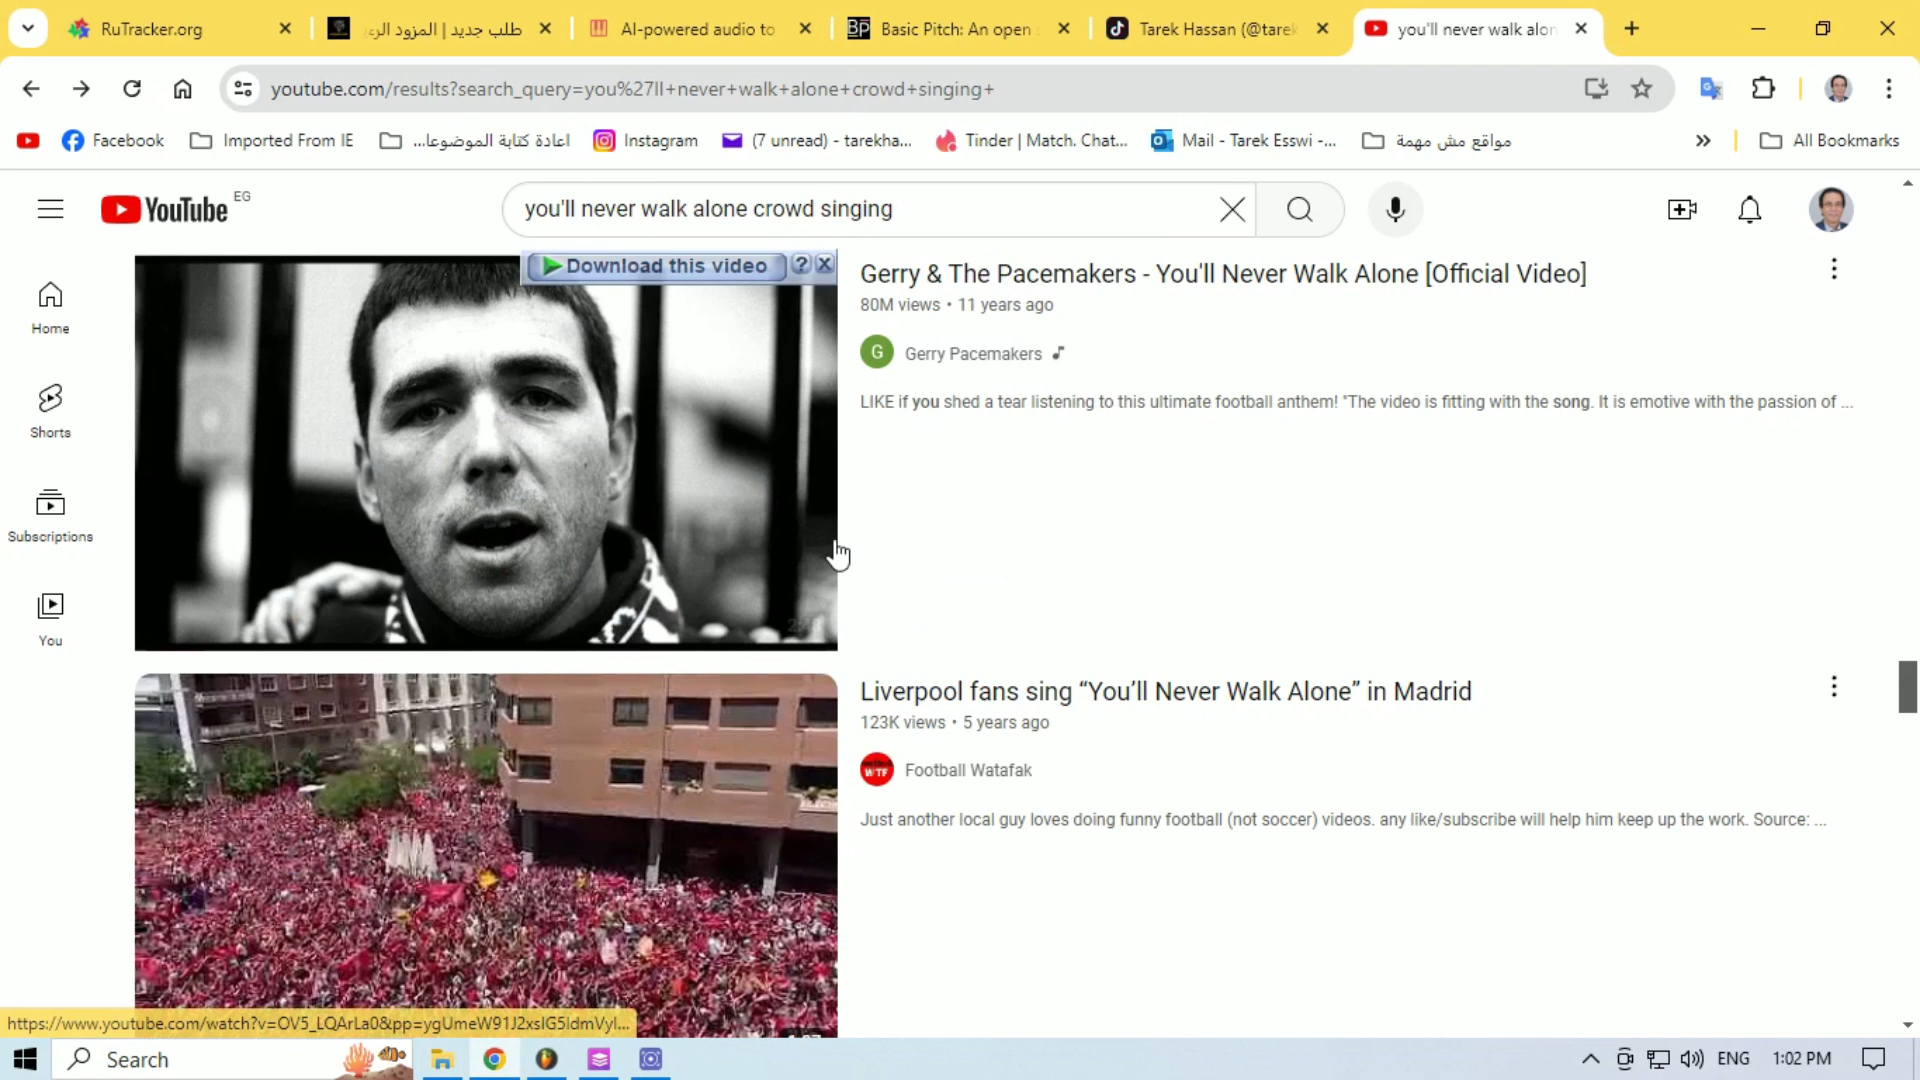 RuTracker.org
طلب جديد | المزود الرئي
AI-powered audio to
BP Basic Pitch: An open s
Tarek Hassan (@tarek
you'll never walk alon
youtube.com/results?search_query=you%27ll+never+walk+alone+crowd+singing+
Facebook
Imported From IE
اعادة كتابة الموضوعا...
Instagram
(7 unread) - tarekha...
Tinder | Match. Chat...
Mail - Tarek Esswi -...
مواقع مش مهمة
»
All Bookmarks
YouTube EG
you'll never walk alone crowd singing
Home
Shorts
Subscriptions
You
Download this video ? X
Gerry & The Pacemakers - You'll Never Walk Alone [Official Video]
80M views • 11 years ago
G Gerry Pacemakers
LIKE if you shed a tear listening to this ultimate football anthem! "The video is fitting with the song. It is emotive with the passion of ...
Liverpool fans sing “You’ll Never Walk Alone” in Madrid
123K views • 5 years ago
WTF Football Watafak
Just another local guy loves doing funny football (not soccer) videos. any like/subscribe will help him keep up the work. Source: ...
https://www.youtube.com/watch?v=OV5_LQArLa0&pp=ygUmeW91J2xsIG5ldmVyI...
Search
ENG
1:02 PM